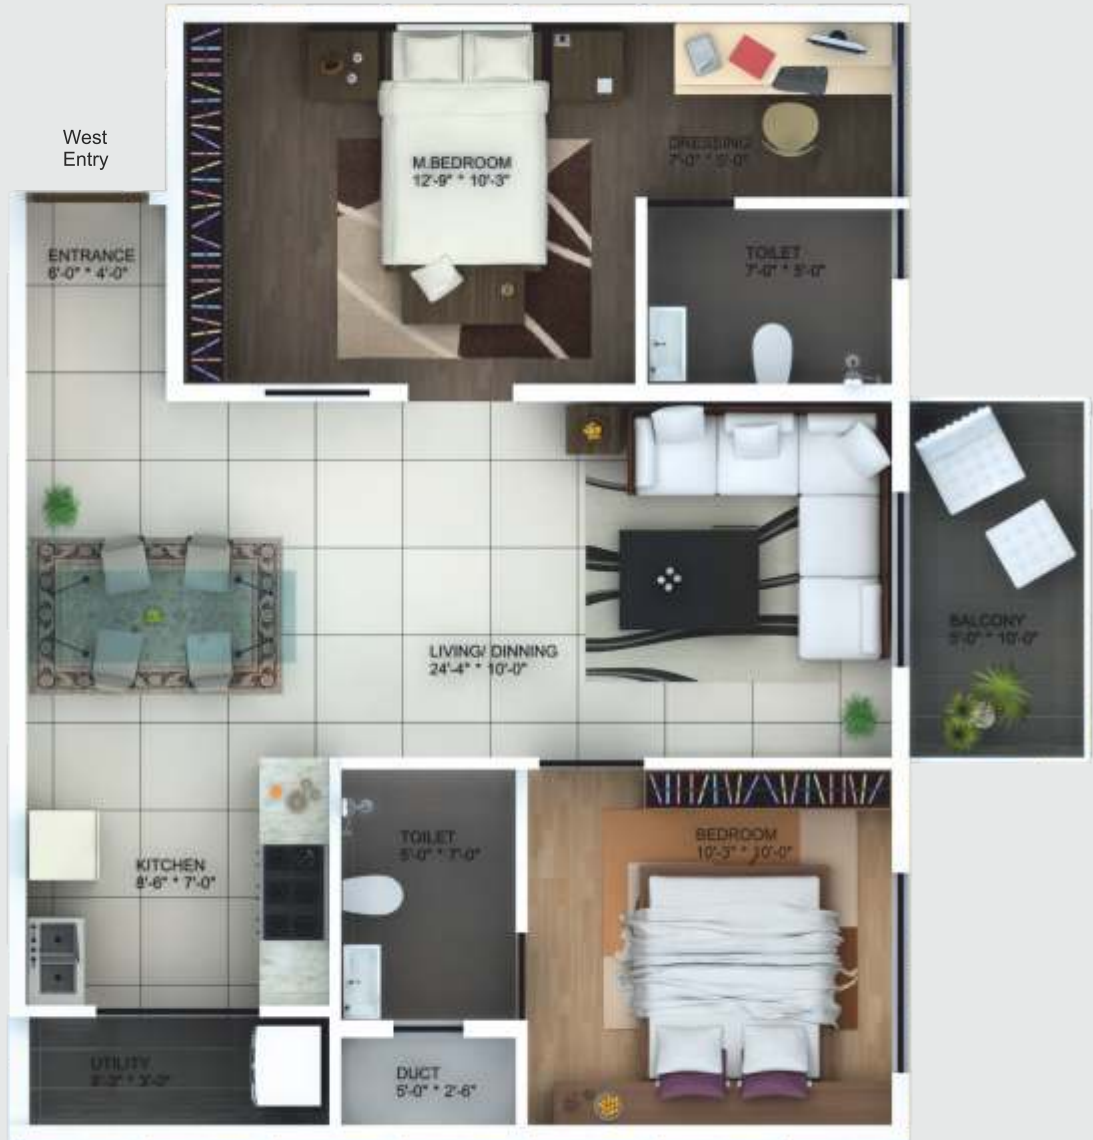 West
Entry
M.BEDROOM
12'-9" * 10'-3"
DRESSING
7'-0" * 5'-0"
ENTRANCE
6'-0" * 4'-0"
TOILET
7'-0" * 5'-0"
BALCONY
5'-0" * 10'-0"
LIVING/ DINNING
24'-4" * 10'-0"
TOILET
5'-0" * 7'-0"
BEDROOM
10'-3" * 10'-0"
KITCHEN
8'-6" * 7'-0"
UTILITY
DUCT
5'-0" * 2'-6"